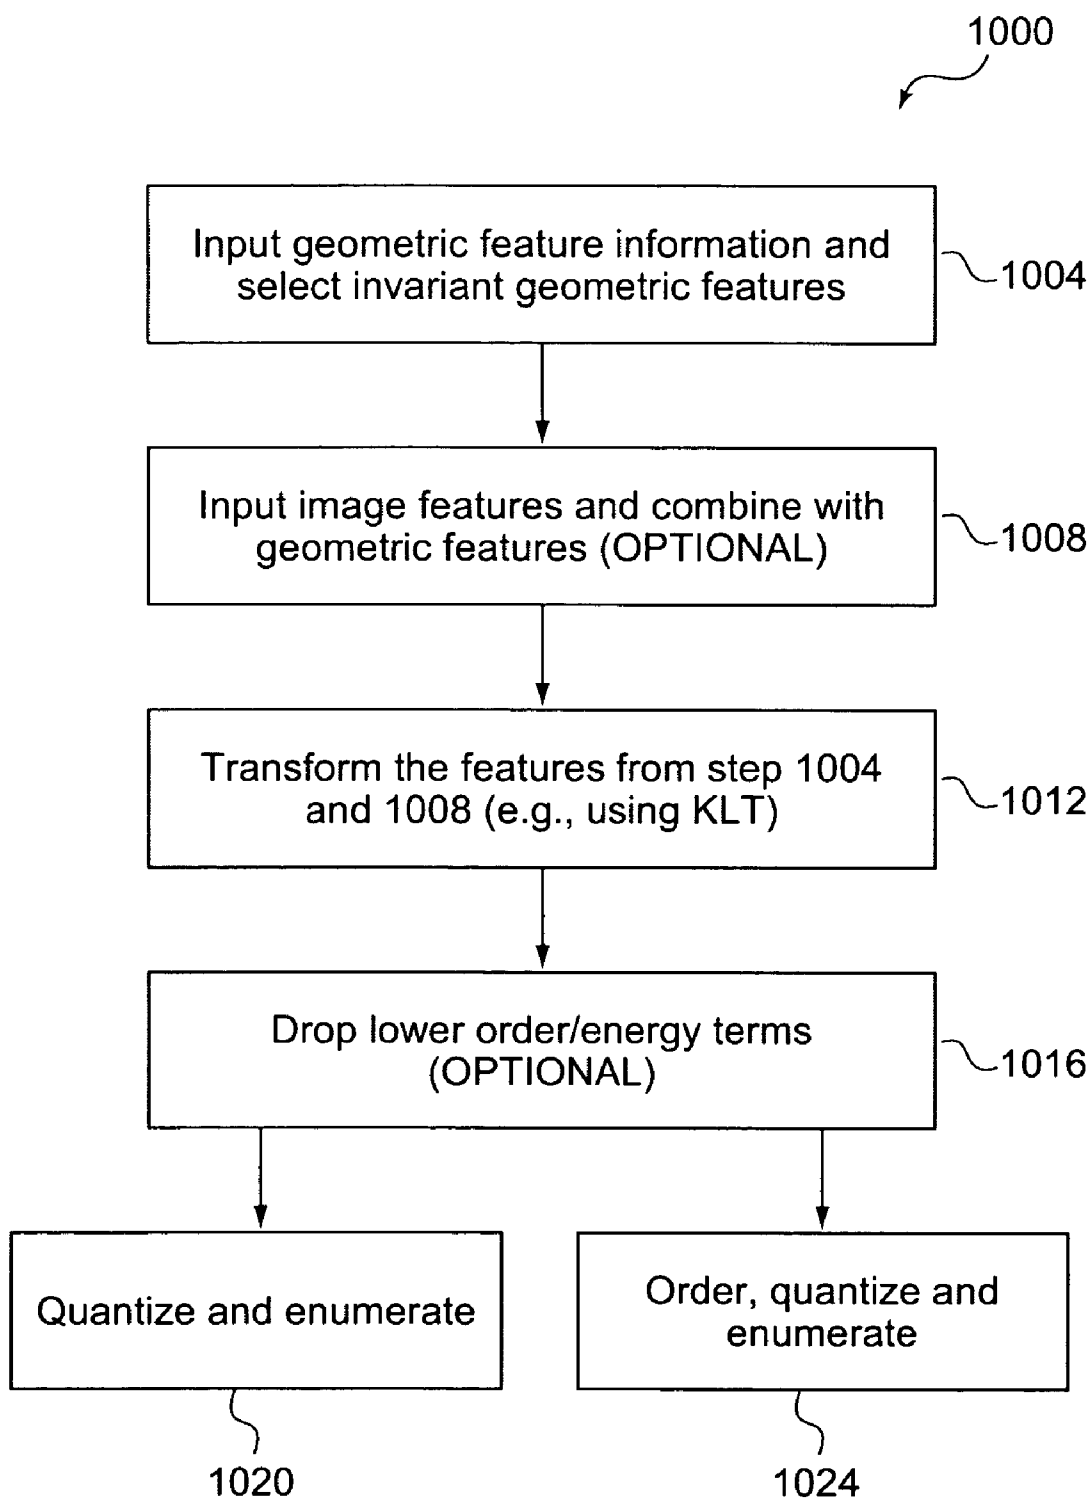 1000
Input geometric feature information and
select invariant geometric features
1004
Input image features and combine with
geometric features (OPTIONAL)
1008
Transform the features from step 1004
and 1008 (e.g., using KLT)
1012
Drop lower order/energy terms
(OPTIONAL)
1016
Quantize and enumerate
1020
Order, quantize and
enumerate
1024